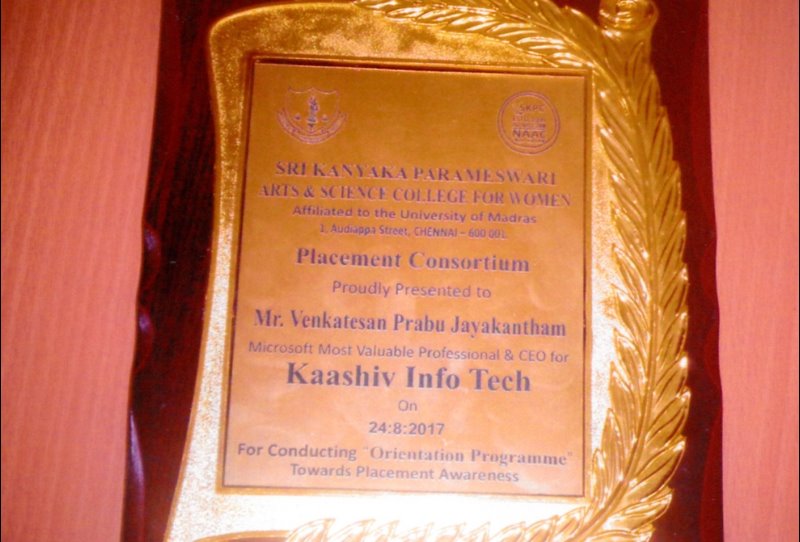 SKPC
NAAC
SRI KANYAKA PARAMESWARI
ARTS & SCIENCE COLLEGE FOR WOMEN
Affiliated to the University of Madras
1, Audiappa Street, CHENNAI – 600 001.
Placement Consortium
Proudly Presented to
Mr. Venkatesan Prabu Jayakantham
Microsoft Most Valuable Professional & CEO for
Kaashiv Info Tech
On
24:8:2017
For Conducting "Orientation Programme"
Towards Placement Awareness